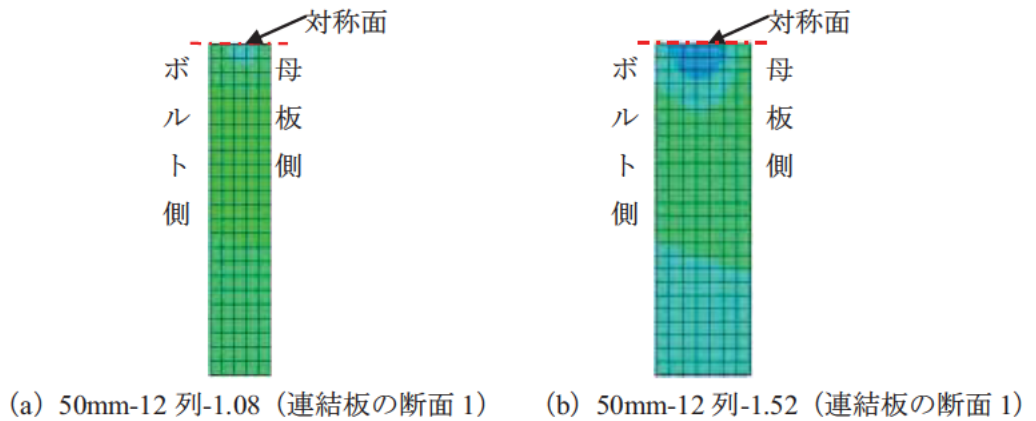 対称面
ボルト側
母板側
対称面
ボルト側
母板側
(a) 50mm-12 列-1.08（連結板の断面 1）
(b) 50mm-12 列-1.52（連結板の断面 1）